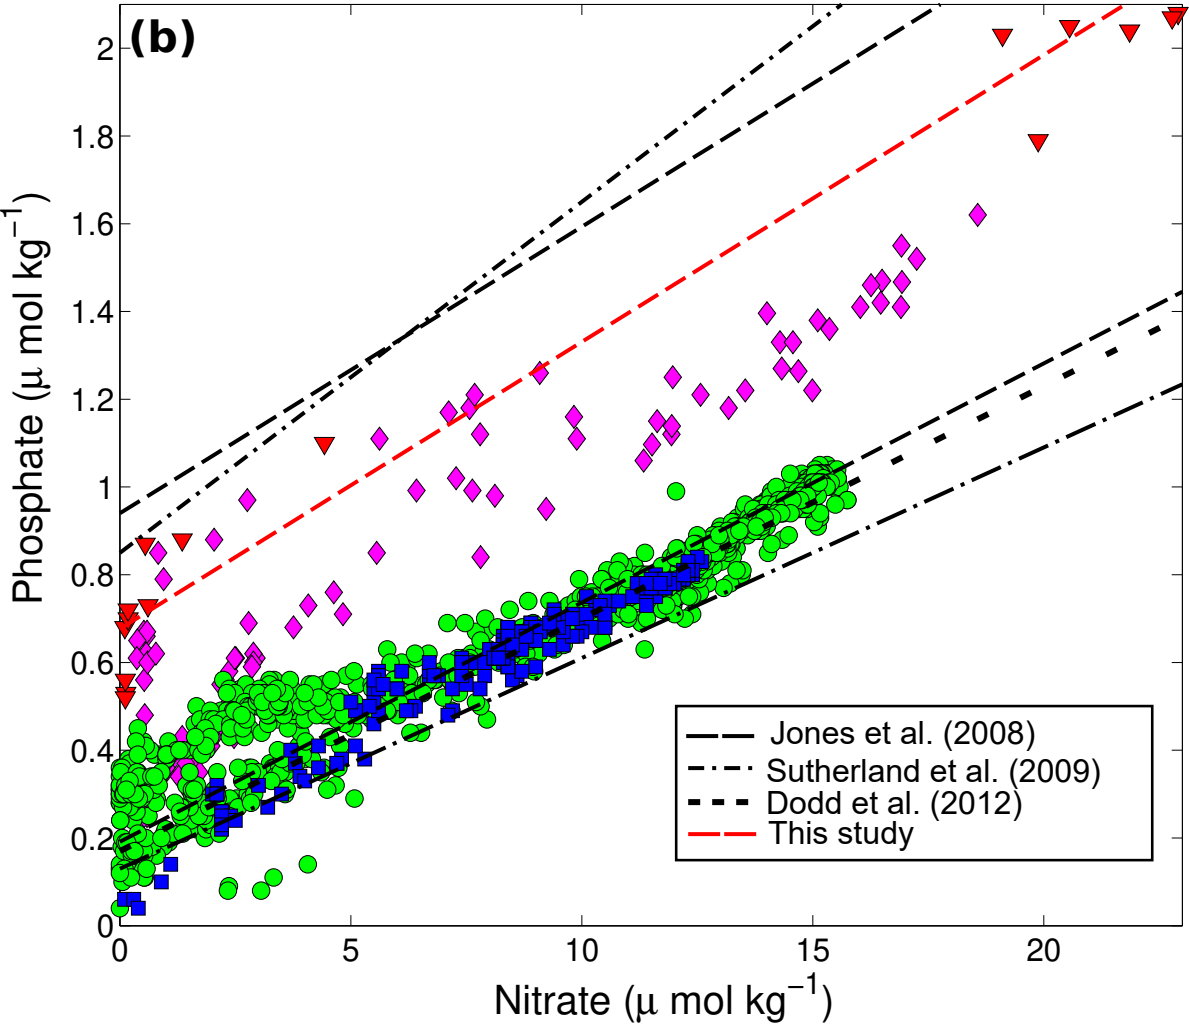 (b)
2
1.8
1.6
1.4
1.2
1
0.8
0.6
0.4
0.2
0
Phosphate (μ mol kg⁻¹)
Jones et al. (2008)
Sutherland et al. (2009)
Dodd et al. (2012)
This study
0 5 10 15 20
Nitrate (μ mol kg⁻¹)